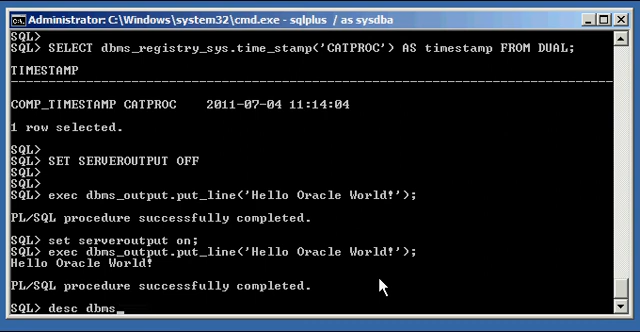 Administrator: C:\Windows\system32\cmd.exe - sqlplus / as sysdba
SQL>
SQL> SELECT dbms_registry_sys.time_stamp('CATPROC') AS timestamp FROM DUAL;
TIMESTAMP
--------------------------------------------------------------------------------
COMP_TIMESTAMP CATPROC    2011-07-04 11:14:04
1 row selected.
SQL>
SQL> SET SERVEROUTPUT OFF
SQL>
SQL>
SQL> exec dbms_output.put_line('Hello Oracle World!');
PL/SQL procedure successfully completed.
SQL> set serveroutput on;
SQL> exec dbms_output.put_line('Hello Oracle World!');
Hello Oracle World!
PL/SQL procedure successfully completed.
SQL> desc dbms_